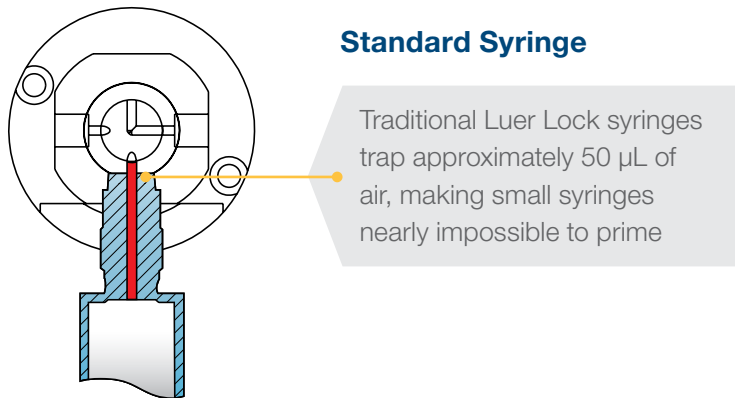 Standard Syringe
Traditional Luer Lock syringes
trap approximately 50 µL of
air, making small syringes
nearly impossible to prime